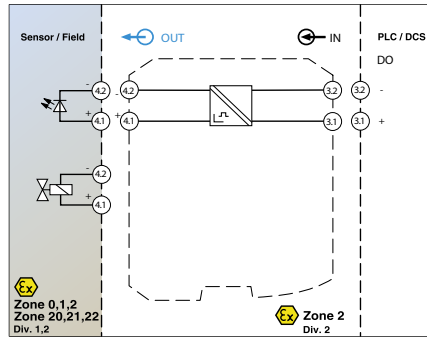 Sensor / Field
OUT
IN
PLC / DCS
DO
- 4.2 4.2 - 3.2 3.2 -
+ 4.1 4.1 + 3.1 3.1 +
- 4.2
+ 4.1
Ex
Zone 0,1,2
Zone 20,21,22
Div. 1,2
Ex Zone 2
Div. 2